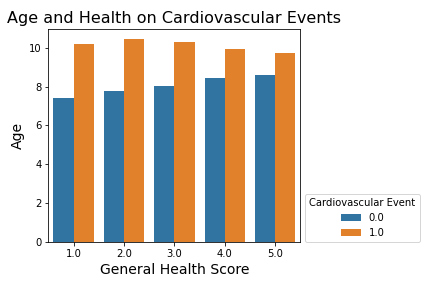 Age and Health on Cardiovascular Events
10
8
6
4
2
0
Age
1.0 2.0 3.0 4.0 5.0
General Health Score
Cardiovascular Event
0.0
1.0